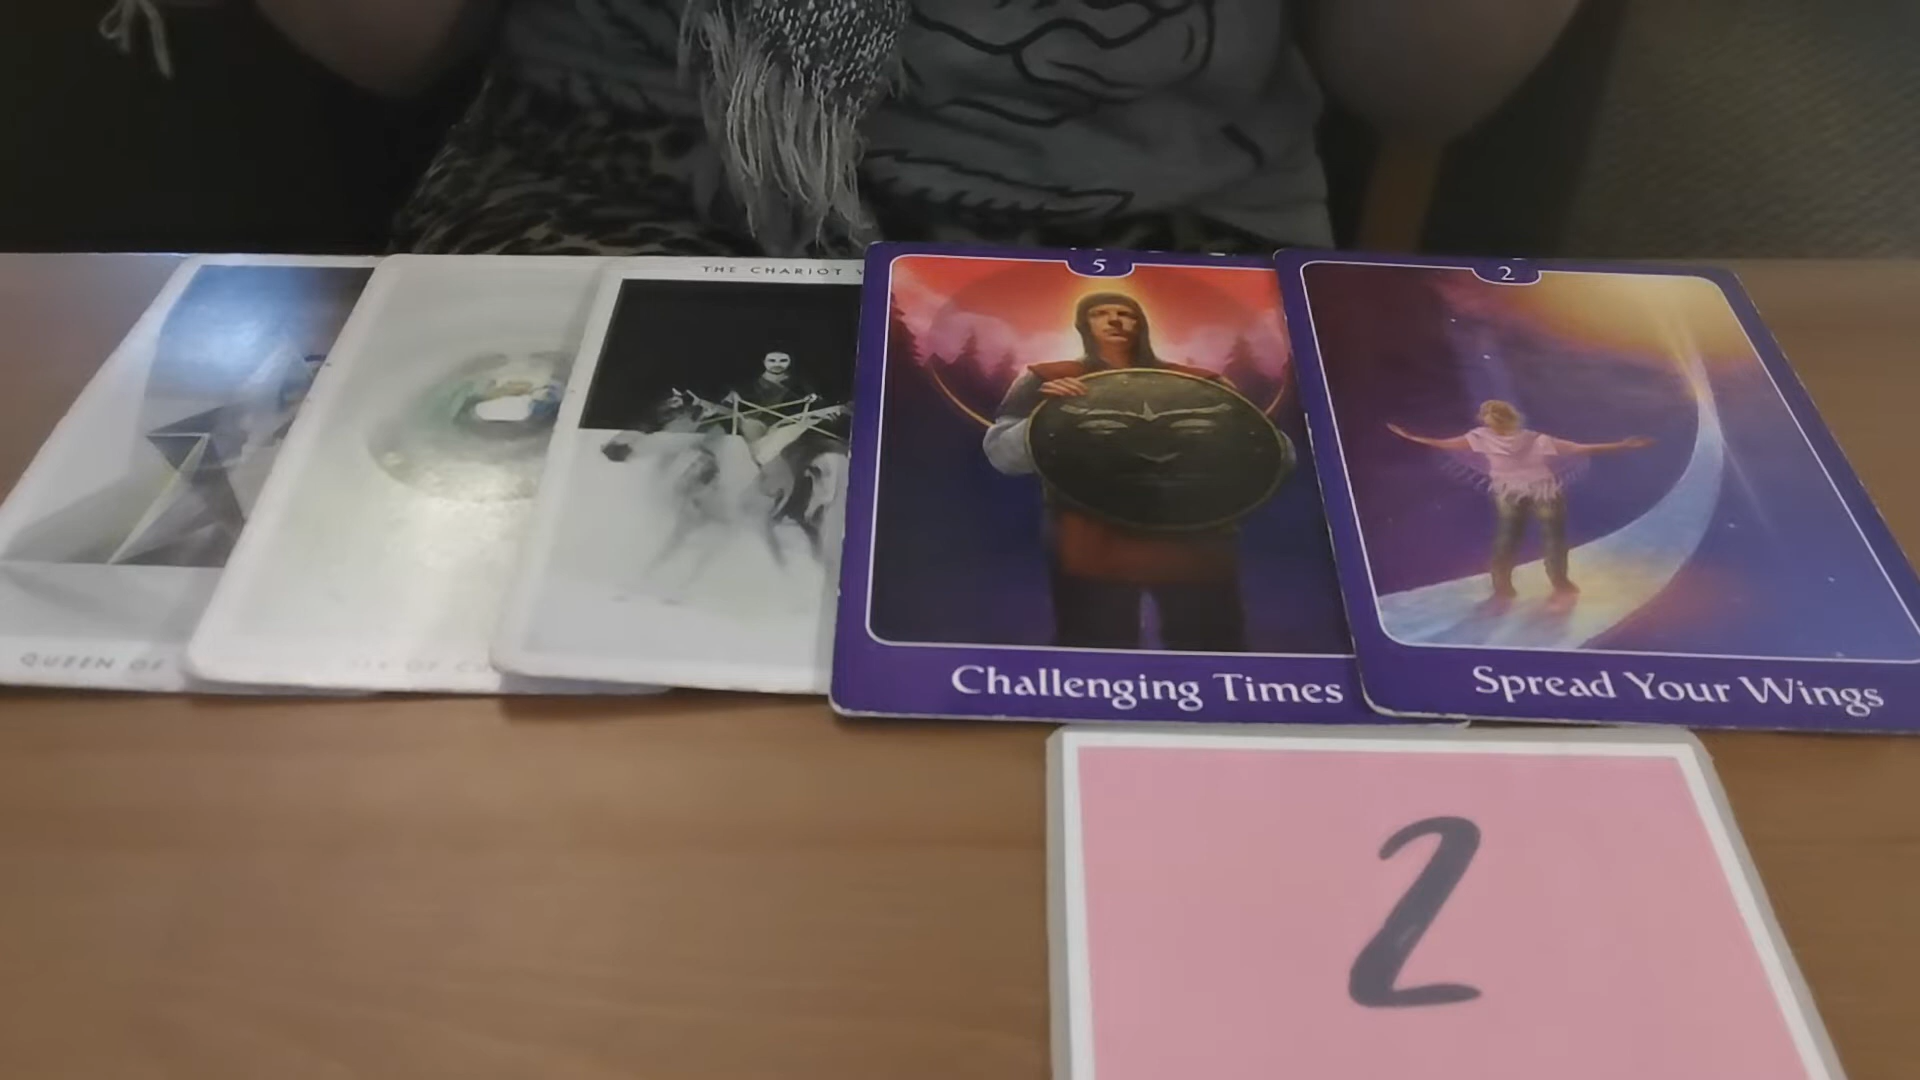 QUEEN OF
THE CHARIOT
5
Challenging Times
2
Spread Your Wings
2